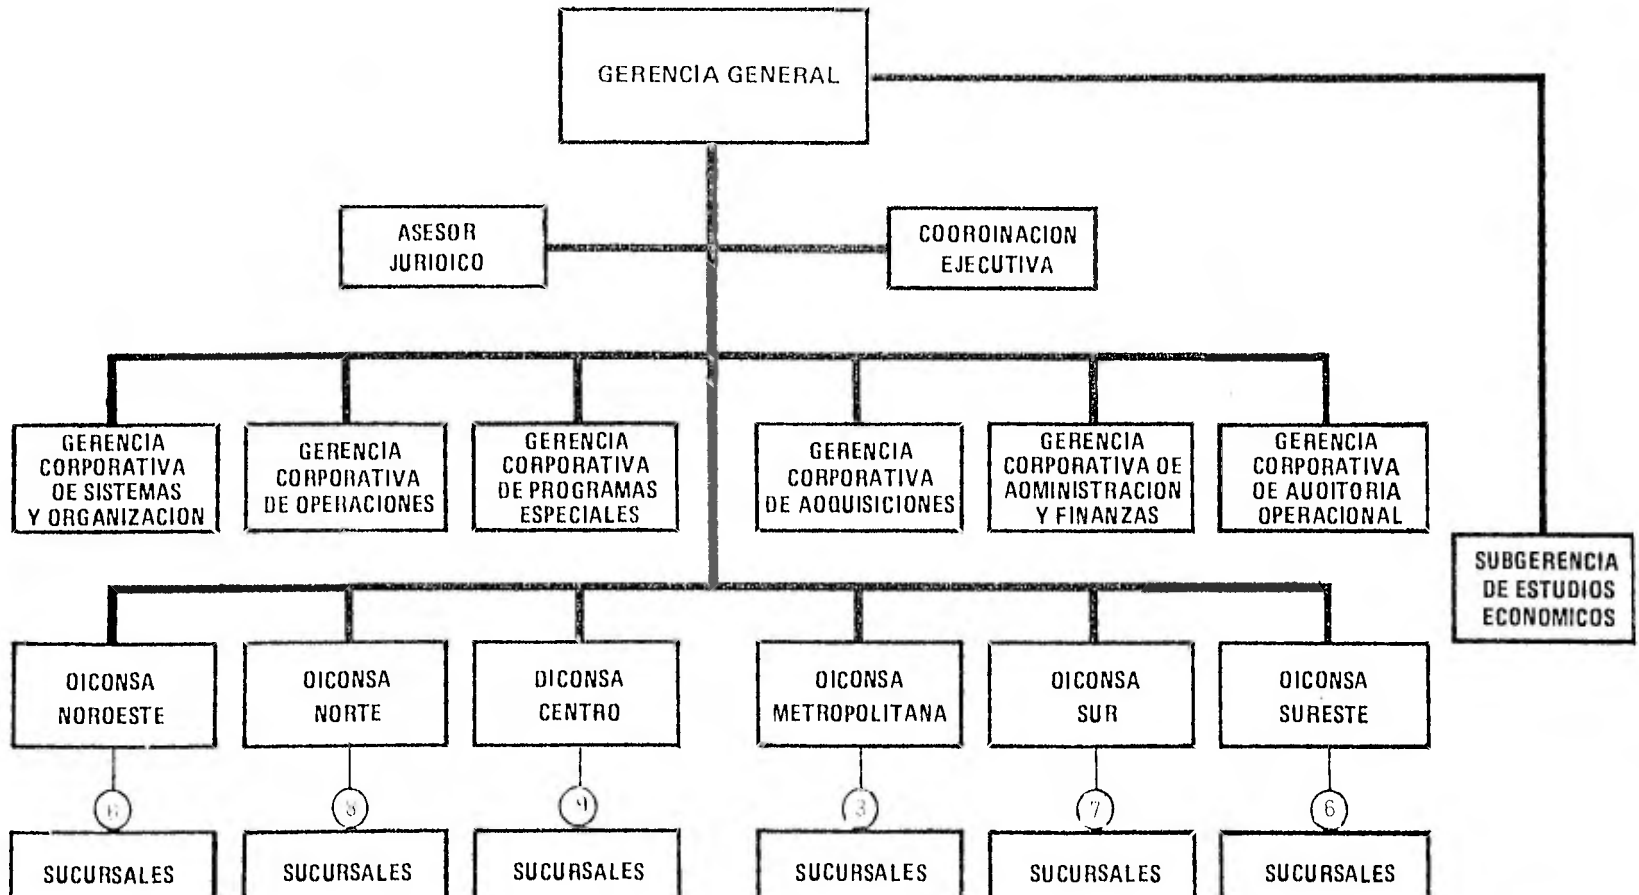 GERENCIA GENERAL
ASESOR
JURIOICO
COOROINACION
EJECUTIVA
GERENCIA
CORPORATIVA
OE SISTEMAS
Y ORGANIZACION
GERENCIA
CORPORATIVA
DE OPERACIONES
GERENCIA
CORPORATIVA
DE PROGRAMAS
ESPECIALES
GERENCIA
CORPORATIVA
DE AOQUISICIONES
GERENCIA
CORPORATIVA OE
AOMINISTRACION
Y FINANZAS
GERENCIA
CORPORATIVA
OE AUOITORIA
OPERACIONAL
SUBGERENCIA
DE ESTUDIOS
ECONOMICOS
OICONSA
NOROESTE
OICONSA
NORTE
DICONSA
CENTRO
OICONSA
METROPOLITANA
OICONSA
SUR
OICONSA
SURESTE
8
9
3
7
6
SUCURSALES
SUCURSALES
SUCURSALES
SUCURSALES
SUCURSALES
SUCURSALES